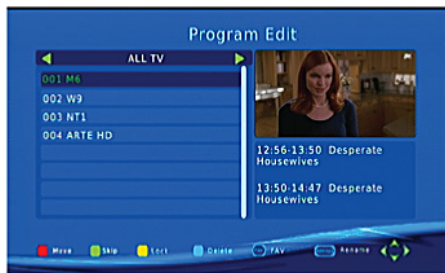 Program Edit
ALL TV
001 M6
002 W9
003 NT1
004 ARTE HD
12:56-13:50 Desperate
Housewives
13:50-14:47 Desperate
Housewives
Move Skip Lock Delete FAV Rename